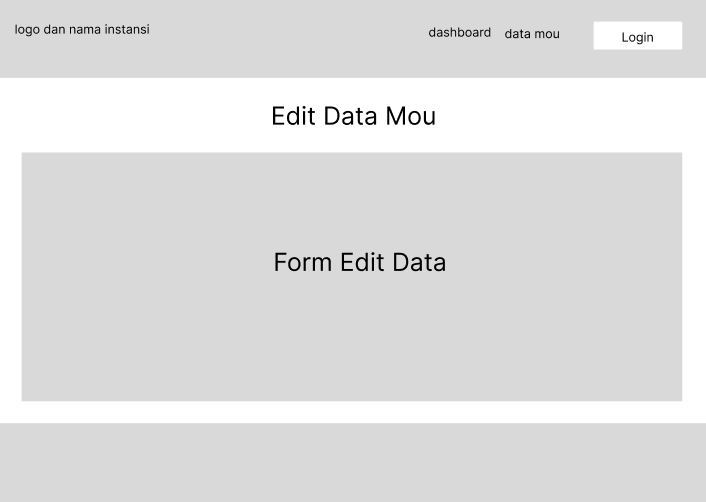 logo dan nama instansi
dashboard
data mou
Login
Edit Data Mou
Form Edit Data